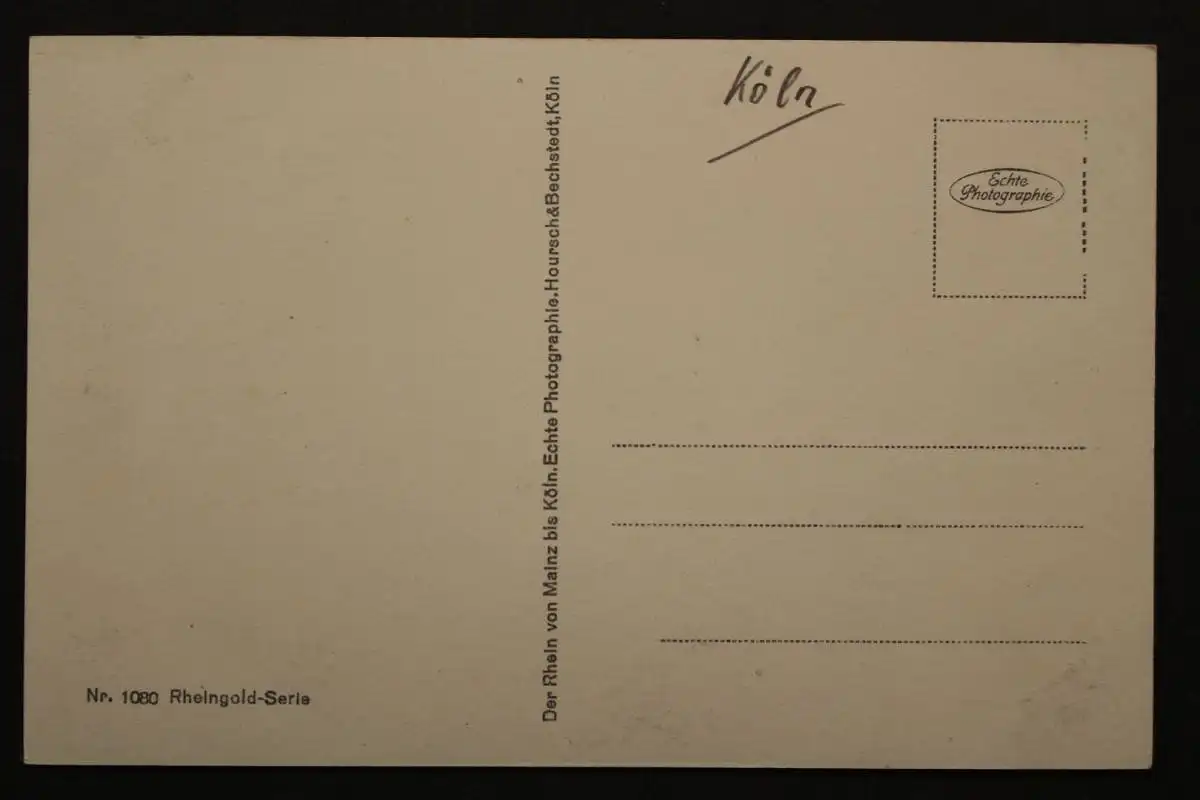 Köln
Echte
Photographie
Der Rhein von Mainz bis Köln. Echte Photographie. Hoursch & Bechstedt, Köln
Nr. 1080 Rheingold-Serie